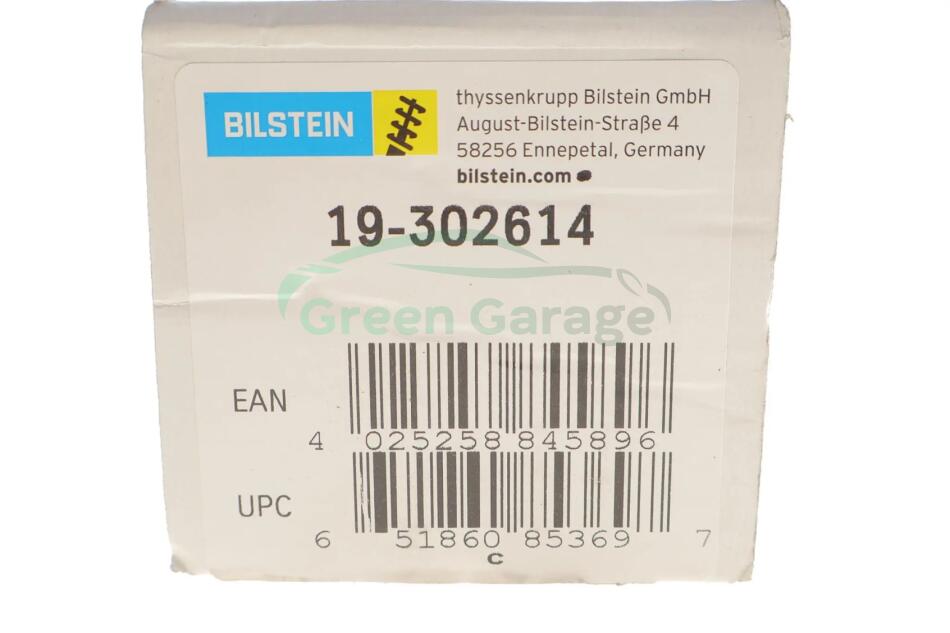 BILSTEIN
thyssenkrupp Bilstein GmbH
August-Bilstein-Straße 4
58256 Ennepetal, Germany
bilstein.com
19-302614
Green Garage
EAN
4 025258 845896
UPC
6 51860 85369 7
C